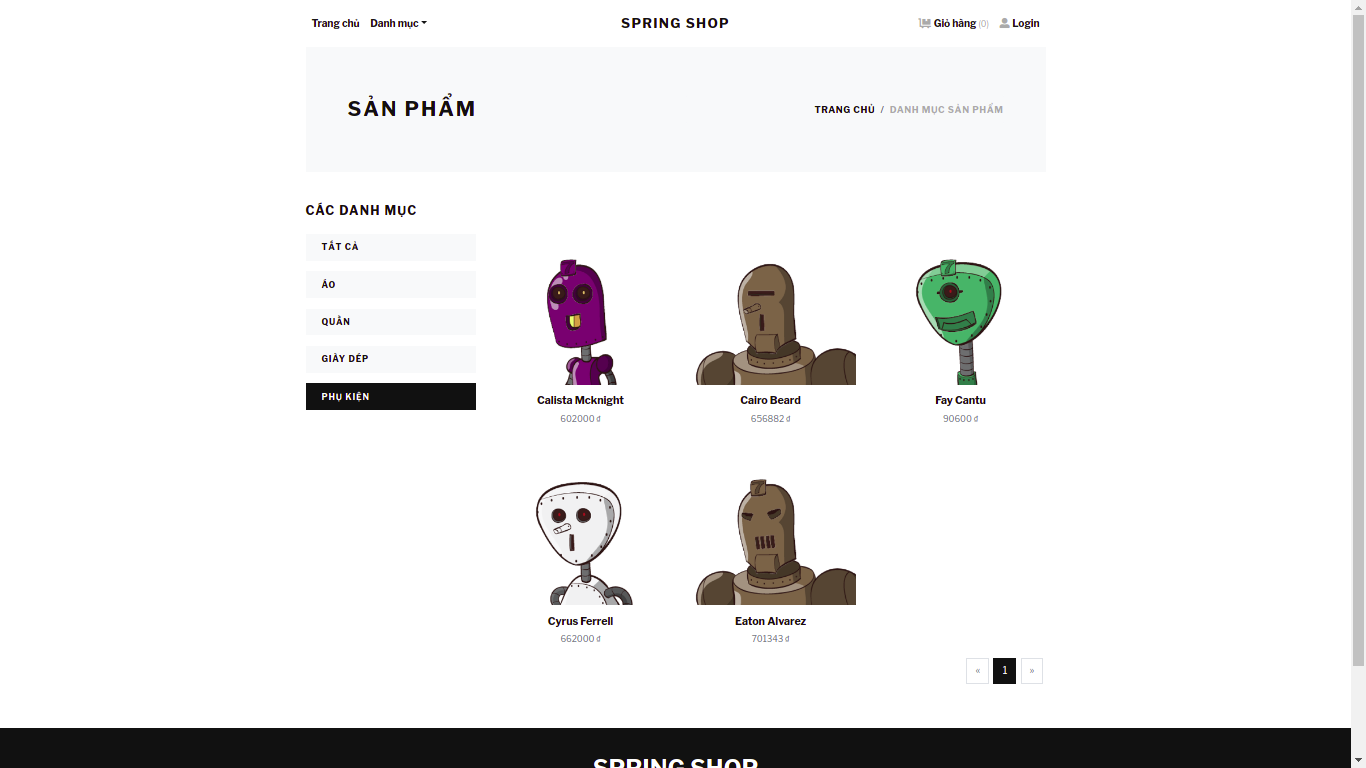 Trang chủ Danh mục SPRING SHOP Giỏ hàng (0) Login
SẢN PHẨM
TRANG CHỦ / DANH MỤC SẢN PHẨM
CÁC DANH MỤC
TẤT CẢ
ÁO
QUẦN
GIÀY DÉP
PHỤ KIỆN
Calista Mcknight
602000 ₫
Cairo Beard
656882 ₫
Fay Cantu
90600 ₫
Cyrus Ferrell
662000 ₫
Eaton Alvarez
701343 ₫
« 1 »
SPRING SHOP